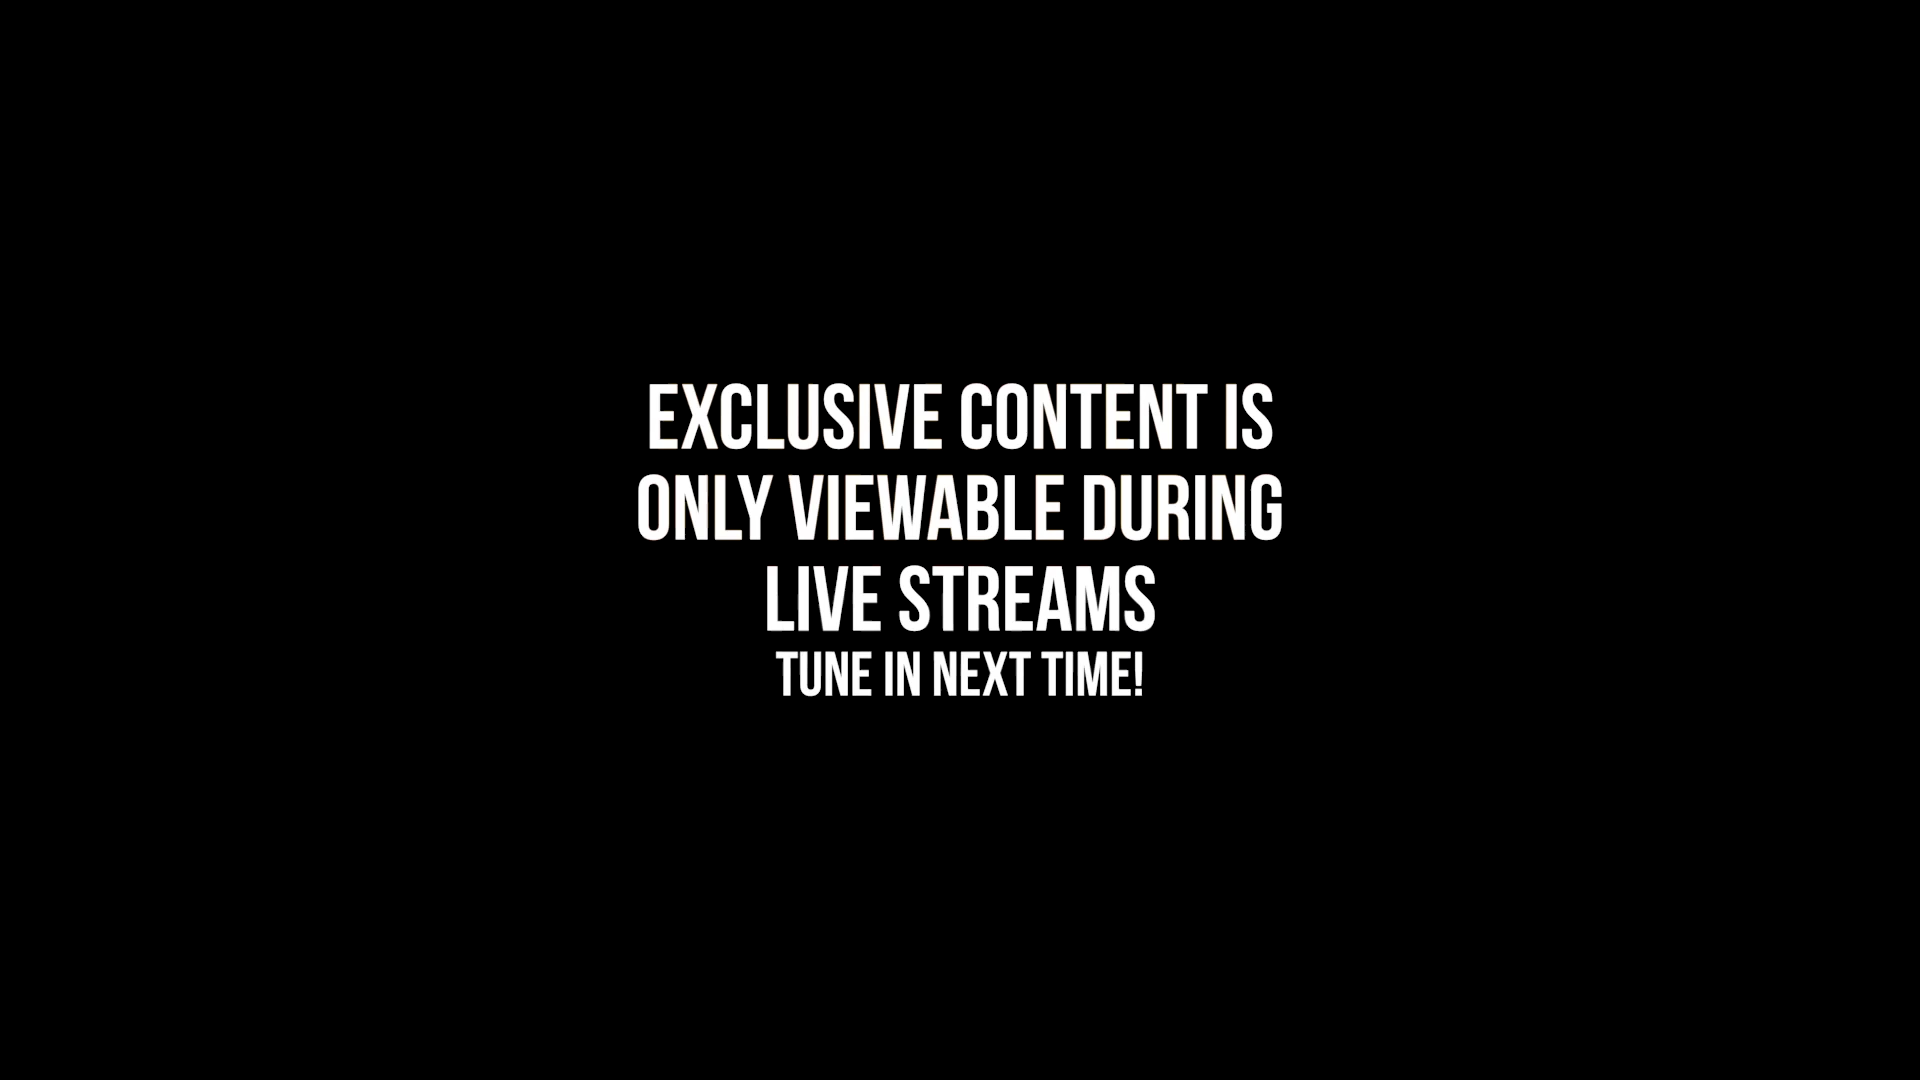 EXCLUSIVE CONTENT IS
ONLY VIEWABLE DURING
LIVE STREAMS
TUNE IN NEXT TIME!